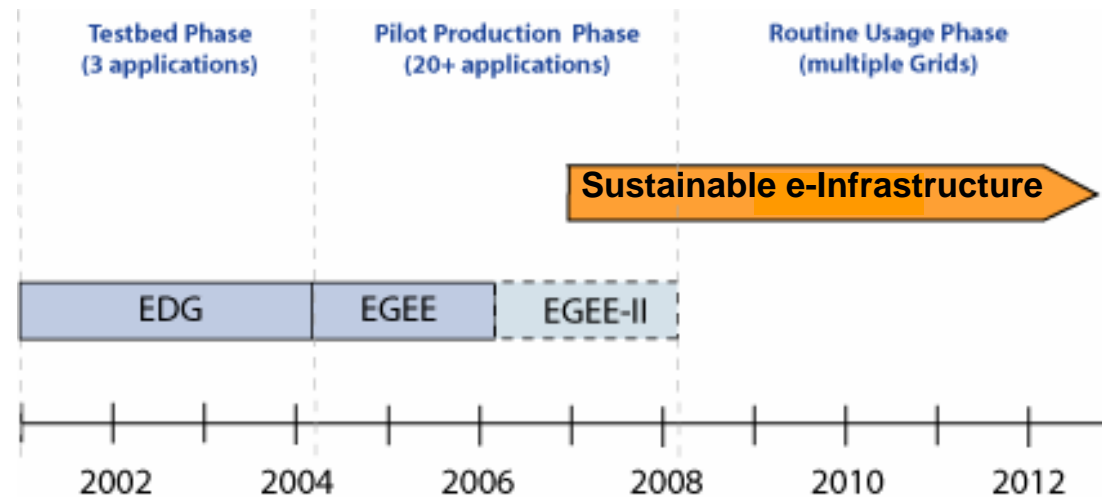 Testbed Phase
(3 applications)
Pilot Production Phase
(20+ applications)
Routine Usage Phase
(multiple Grids)
Sustainable e-Infrastructure
EDG
EGEE
EGEE-II
2002
2004
2006
2008
2010
2012